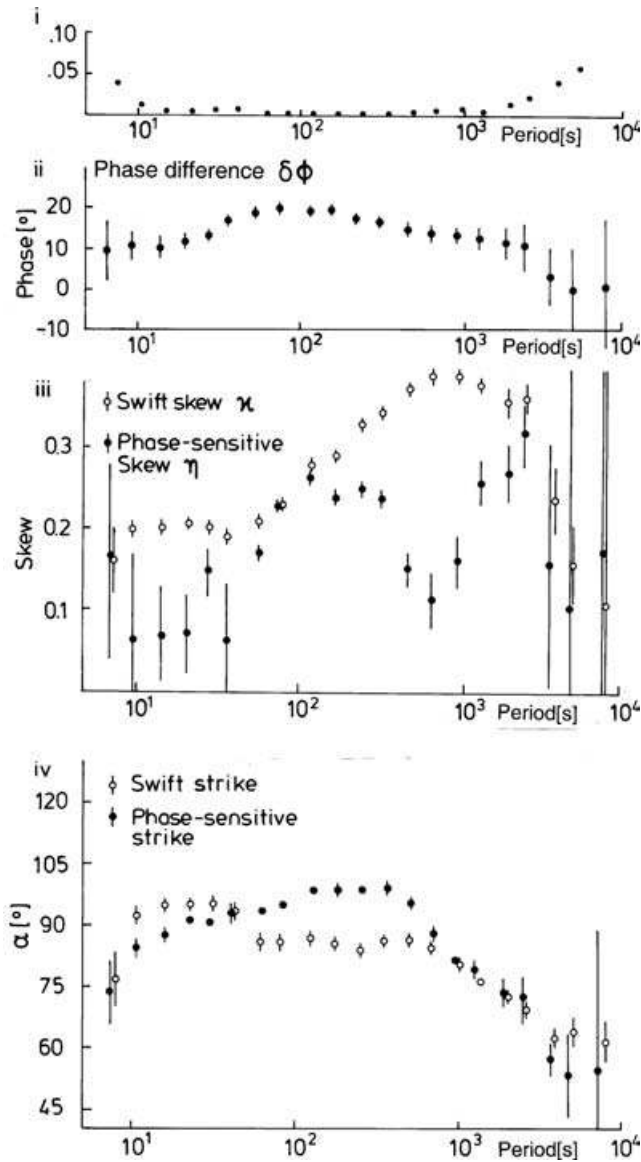 i
.10
.05
10¹ 10² 10³ Period[s] 10⁴
ii Phase difference δϕ
Phase[°]
20
10
0
-10
10¹ 10² 10³ Period[s] 10⁴
iii
Swift skew ϰ
Phase-sensitive
Skew η
Skew
0.3
0.2
0.1
10¹ 10² 10³ Period[s] 10⁴
iv
Swift strike
Phase-sensitive
strike
α[°]
120
105
90
75
60
45
10¹ 10² 10³ Period[s] 10⁴